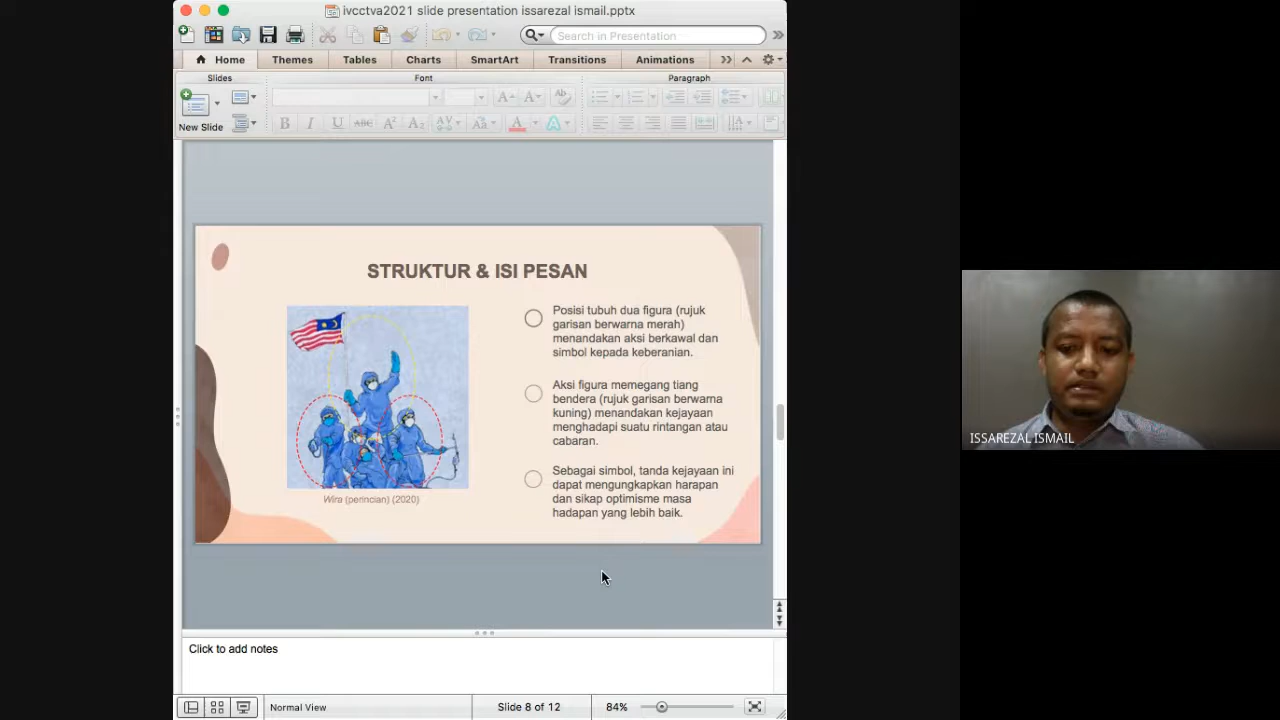 ivcctva2021 slide presentation issarezal ismail.pptx
Search in Presentation
Home
Themes
Tables
Charts
SmartArt
Transitions
Animations
Slides
Font
Paragraph
New Slide
STRUKTUR & ISI PESAN
Wira (perincian) (2020)
Posisi tubuh dua figura (rujuk
garisan berwarna merah)
menandakan aksi berkawal dan
simbol kepada keberanian.
Aksi figura memegang tiang
bendera (rujuk garisan berwarna
kuning) menandakan kejayaan
menghadapi suatu rintangan atau
cabaran.
Sebagai simbol, tanda kejayaan ini
dapat mengungkapkan harapan
dan sikap optimisme masa
hadapan yang lebih baik.
ISSAREZAL ISMAIL
Click to add notes
Normal View
Slide 8 of 12
84%